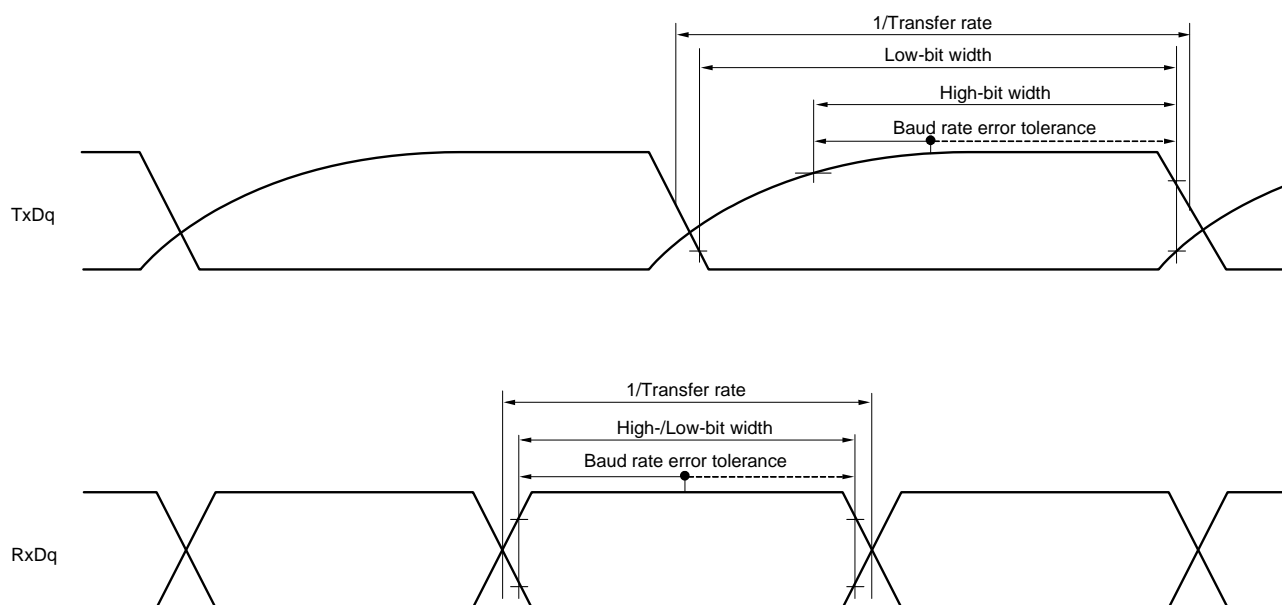 1/Transfer rate
Low-bit width
High-bit width
Baud rate error tolerance
TxDq
1/Transfer rate
High-/Low-bit width
Baud rate error tolerance
RxDq